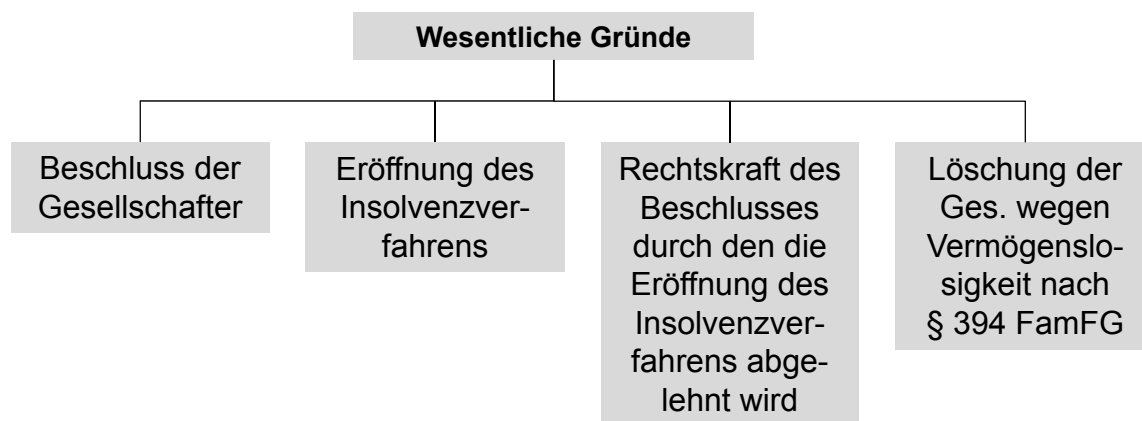 Wesentliche Gründe
Beschluss der
Gesellschafter
Eröffnung des
Insolvenzver-
fahrens
Rechtskraft des
Beschlusses
durch den die
Eröffnung des
Insolvenzver-
fahrens abge-
lehnt wird
Löschung der
Ges. wegen
Vermögenslo-
sigkeit nach
§ 394 FamFG